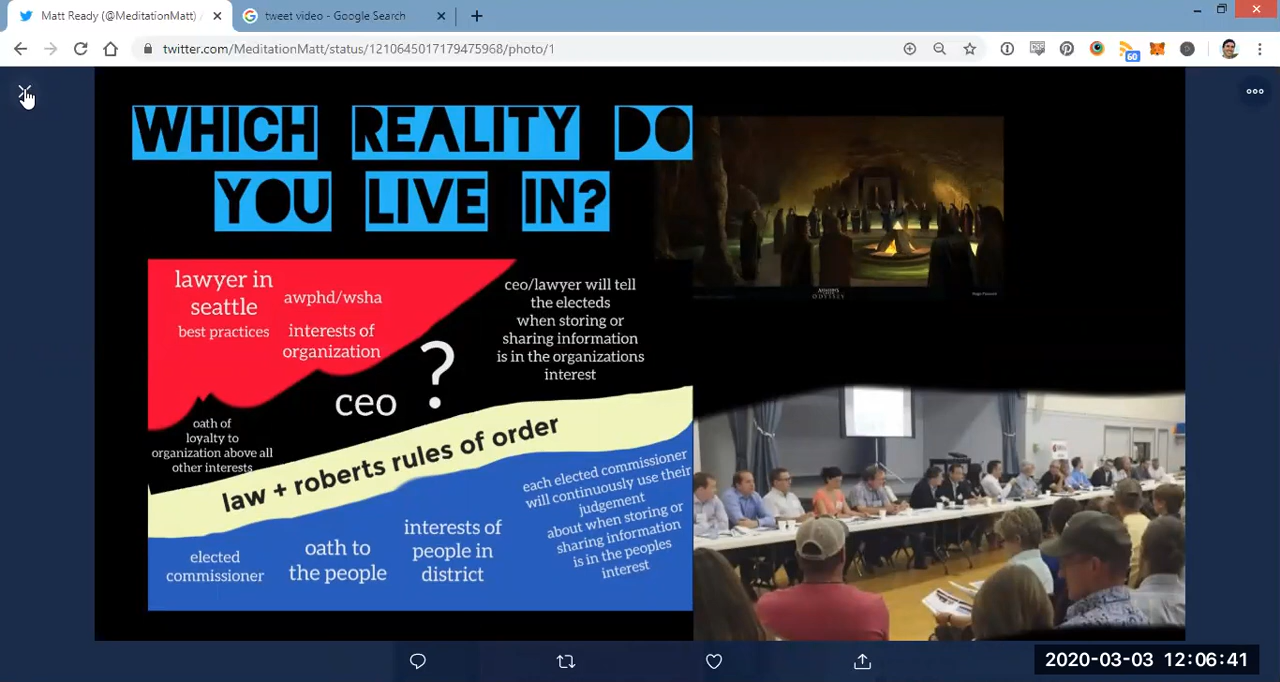 Matt Ready (@MeditationMatt)
tweet video - Google Search
twitter.com/MeditationMatt/status/1210645017179475968/photo/1
60
WHICH REALITY DO
YOU LIVE IN?
lawyer in
seattle
best practices
awphd/wsha
interests of
organization
ceo/lawyer will tell
the electeds
when storing or
sharing information
is in the organizations
interest
?
ceo
oath of
loyalty to
organization above all
other interests
law + roberts rules of order
each elected commissioner
will continuously use their
judgement
about when storing or
sharing information
is in the peoples
interest
elected
commissioner
oath to
the people
interests of
people in
district
ODYSSEY
2020-03-03 12:06:41